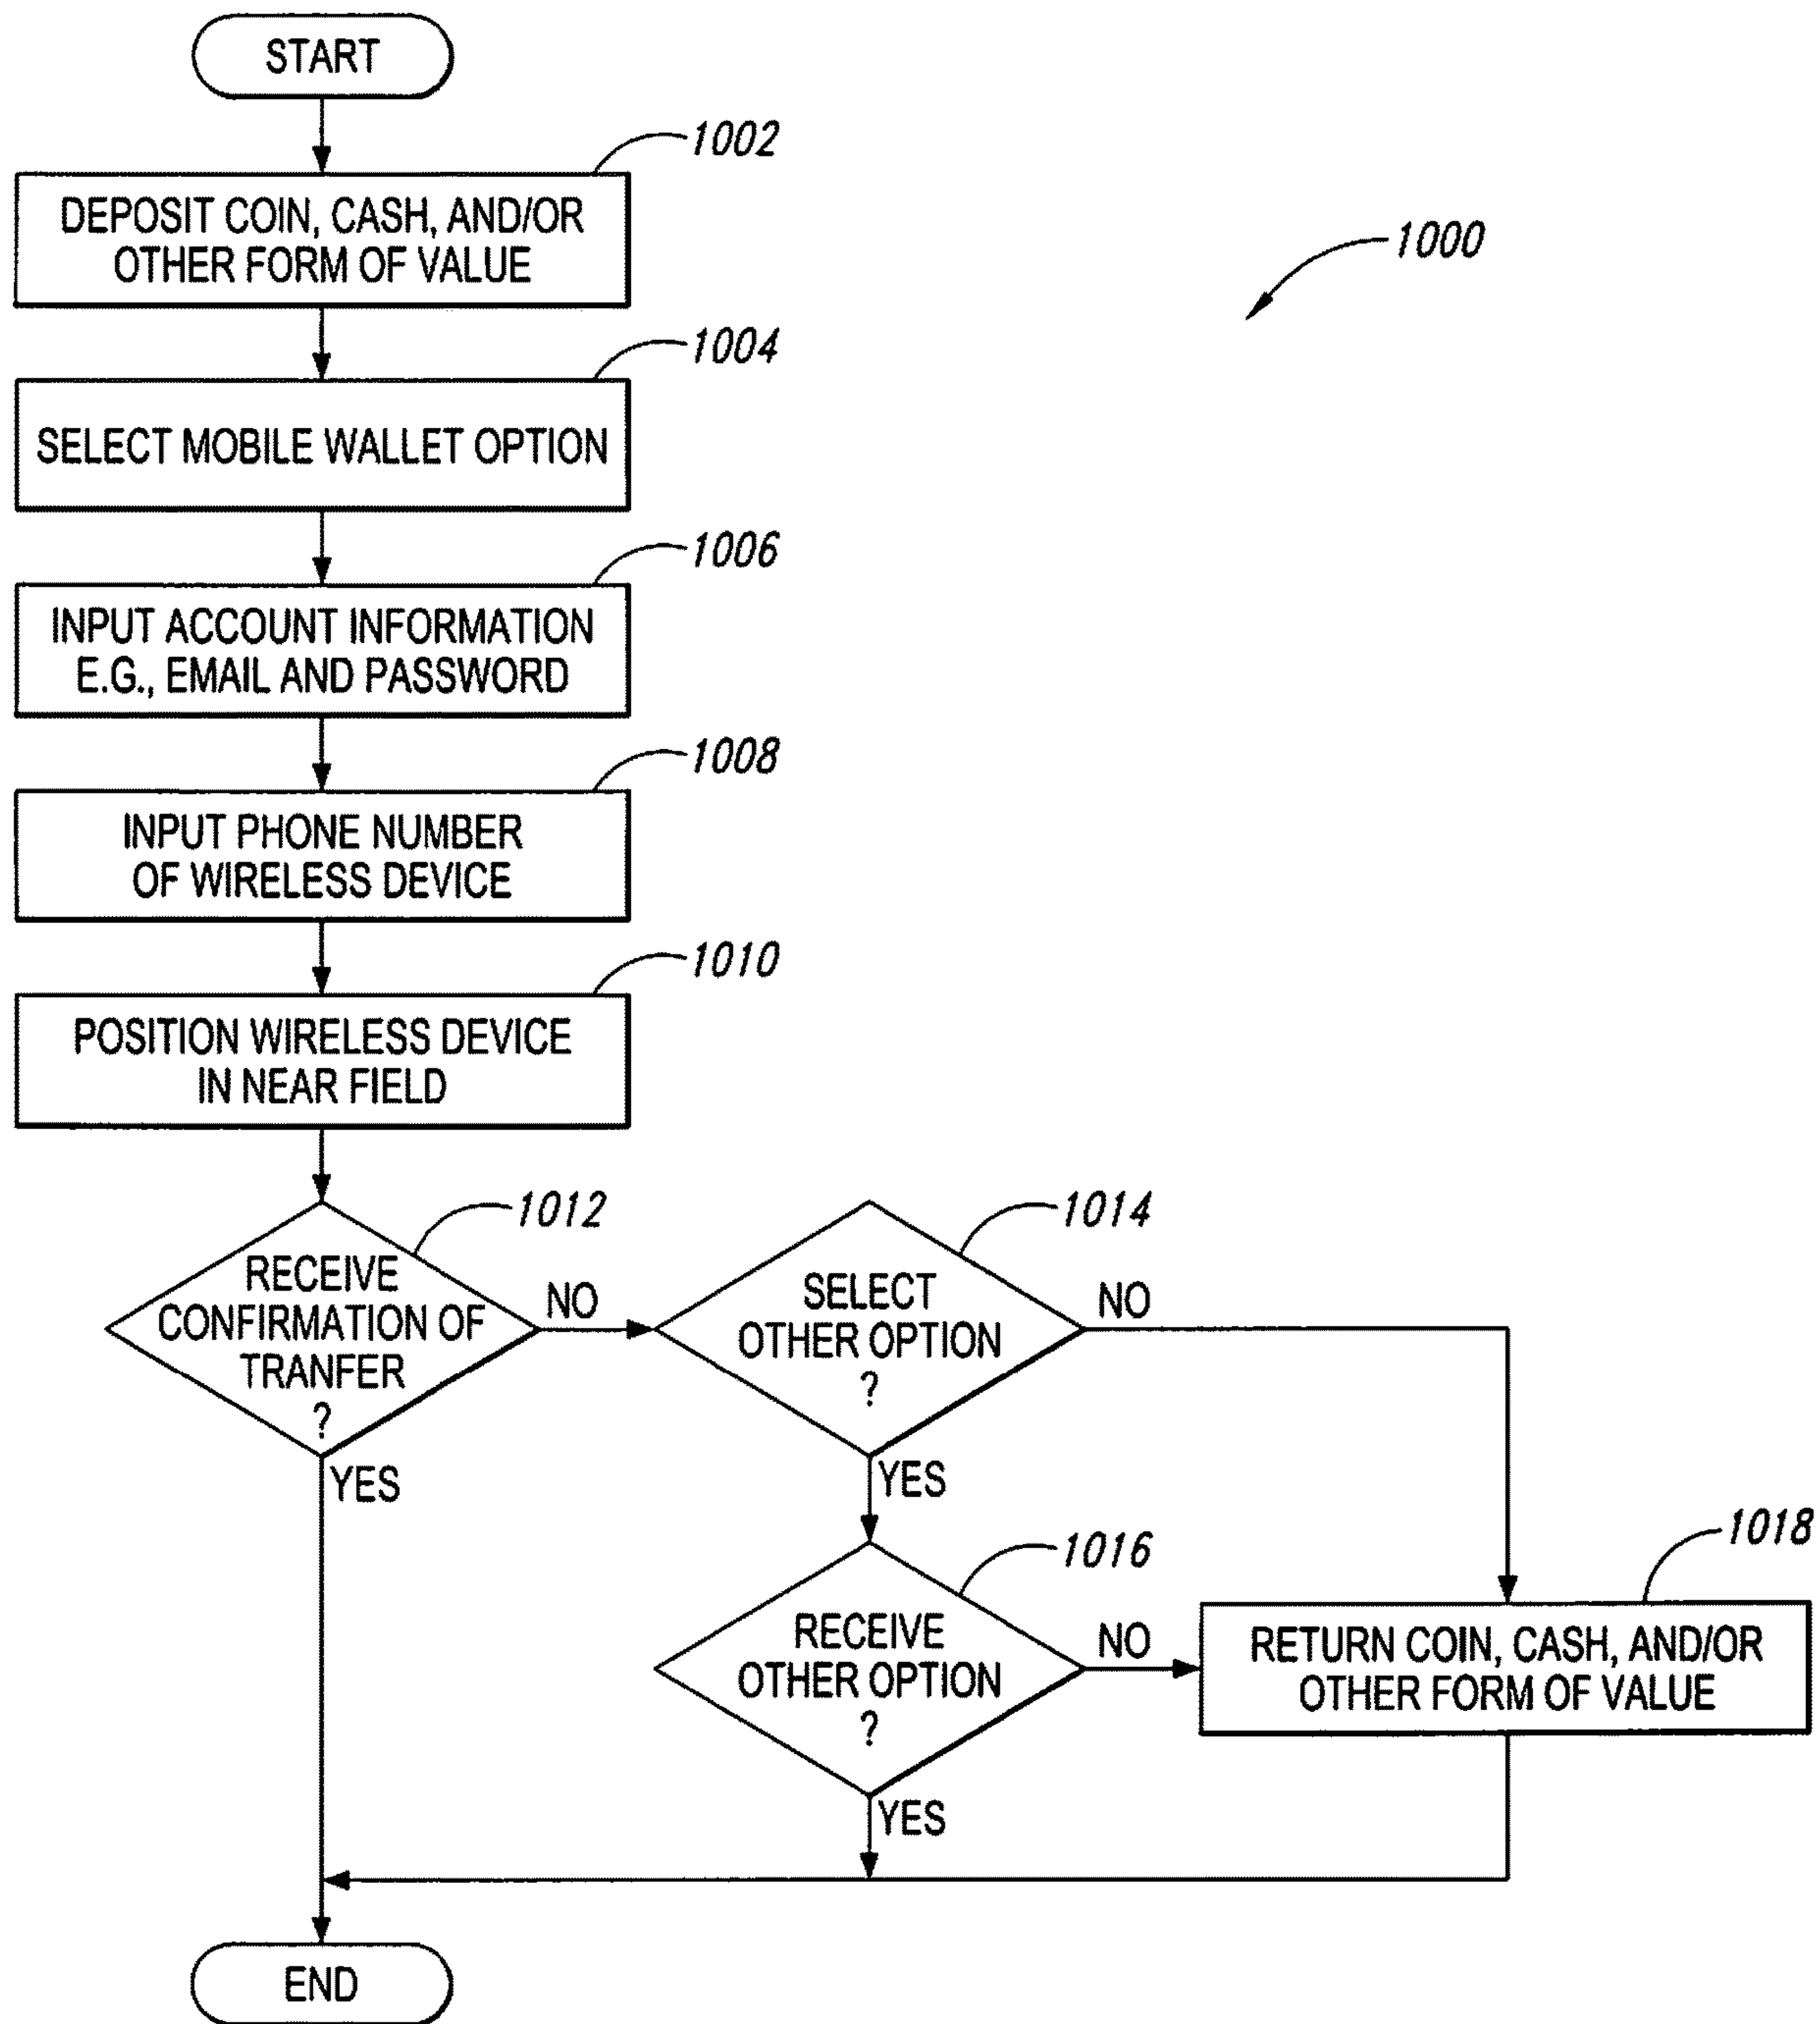 START
1002
DEPOSIT COIN, CASH, AND/OR
OTHER FORM OF VALUE
1000
1004
SELECT MOBILE WALLET OPTION
1006
INPUT ACCOUNT INFORMATION
E.G., EMAIL AND PASSWORD
1008
INPUT PHONE NUMBER
OF WIRELESS DEVICE
1010
POSITION WIRELESS DEVICE
IN NEAR FIELD
1012
RECEIVE
CONFIRMATION OF
TRANFER
?
NO
YES
1014
SELECT
OTHER OPTION
?
NO
YES
1016
RECEIVE
OTHER OPTION
?
NO
YES
1018
RETURN COIN, CASH, AND/OR
OTHER FORM OF VALUE
END